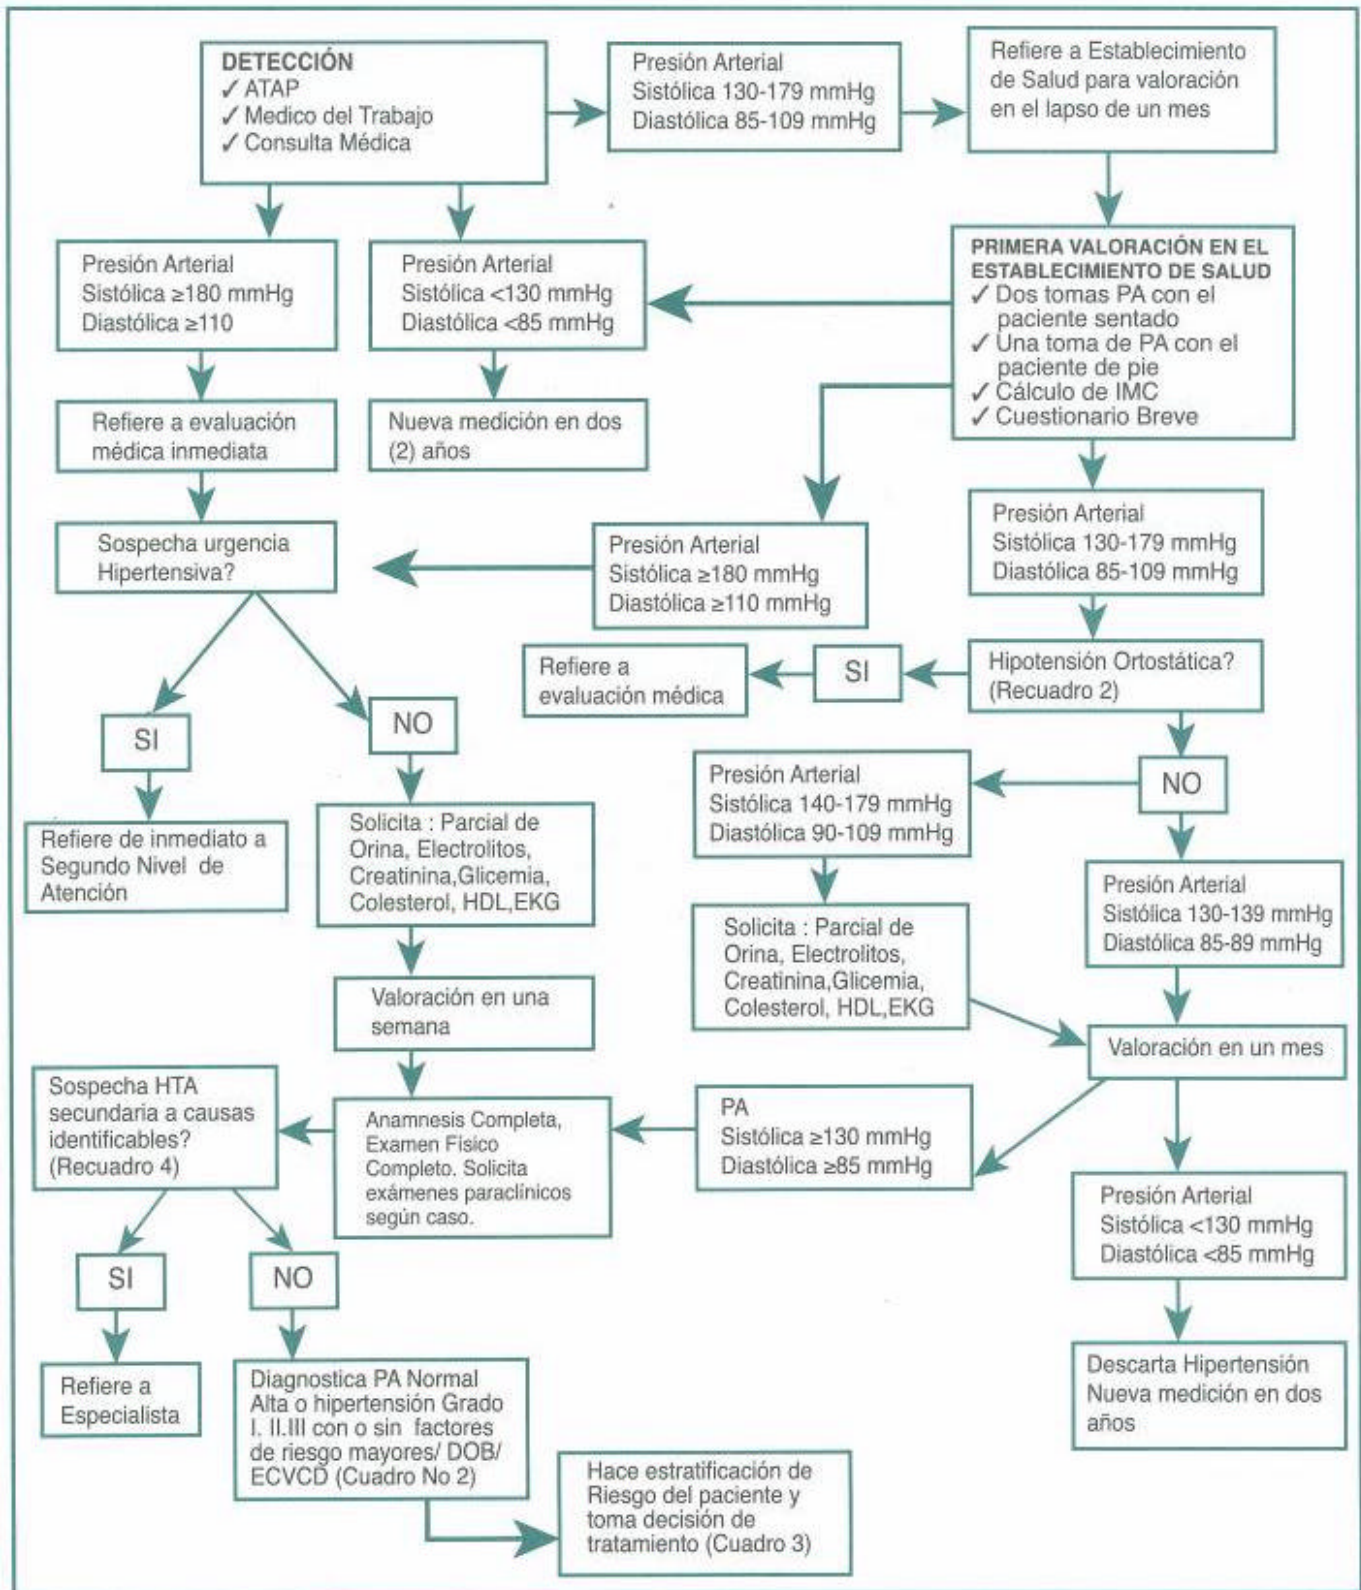 DETECCIÓN
✓ ATAP
✓ Medico del Trabajo
✓ Consulta Médica
Presión Arterial
Sistólica 130-179 mmHg
Diastólica 85-109 mmHg
Refiere a Establecimiento
de Salud para valoración
en el lapso de un mes
Presión Arterial
Sistólica ≥180 mmHg
Diastólica ≥110
Presión Arterial
Sistólica <130 mmHg
Diastólica <85 mmHg
PRIMERA VALORACIÓN EN EL
ESTABLECIMIENTO DE SALUD
✓ Dos tomas PA con el
paciente sentado
✓ Una toma de PA con el
paciente de pie
✓ Cálculo de IMC
✓ Cuestionario Breve
Refiere a evaluación
médica inmediata
Nueva medición en dos
(2) años
Sospecha urgencia
Hipertensiva?
Presión Arterial
Sistólica ≥180 mmHg
Diastólica ≥110 mmHg
Presión Arterial
Sistólica 130-179 mmHg
Diastólica 85-109 mmHg
Refiere a
evaluación médica
SI
Hipotensión Ortostática?
(Recuadro 2)
SI
NO
NO
Presión Arterial
Sistólica 140-179 mmHg
Diastólica 90-109 mmHg
Refiere de inmediato a
Segundo Nivel de
Atención
Solicita : Parcial de
Orina, Electrolitos,
Creatinina,Glicemia,
Colesterol, HDL,EKG
Presión Arterial
Sistólica 130-139 mmHg
Diastólica 85-89 mmHg
Solicita : Parcial de
Orina, Electrolitos,
Creatinina,Glicemia,
Colesterol, HDL,EKG
Valoración en una
semana
Valoración en un mes
Sospecha HTA
secundaria a causas
identificables?
(Recuadro 4)
Anamnesis Completa,
Examen Fisico
Completo. Solicita
exámenes paraclínicos
según caso.
PA
Sistólica ≥130 mmHg
Diastólica ≥85 mmHg
Presión Arterial
Sistólica <130 mmHg
Diastólica <85 mmHg
SI
NO
Refiere a
Especialista
Diagnostica PA Normal
Alta o hipertensión Grado
I. II.III con o sin factores
de riesgo mayores/ DOB/
ECVCD (Cuadro No 2)
Descarta Hipertensión
Nueva medición en dos
años
Hace estratificación de
Riesgo del paciente y
toma decisión de
tratamiento (Cuadro 3)